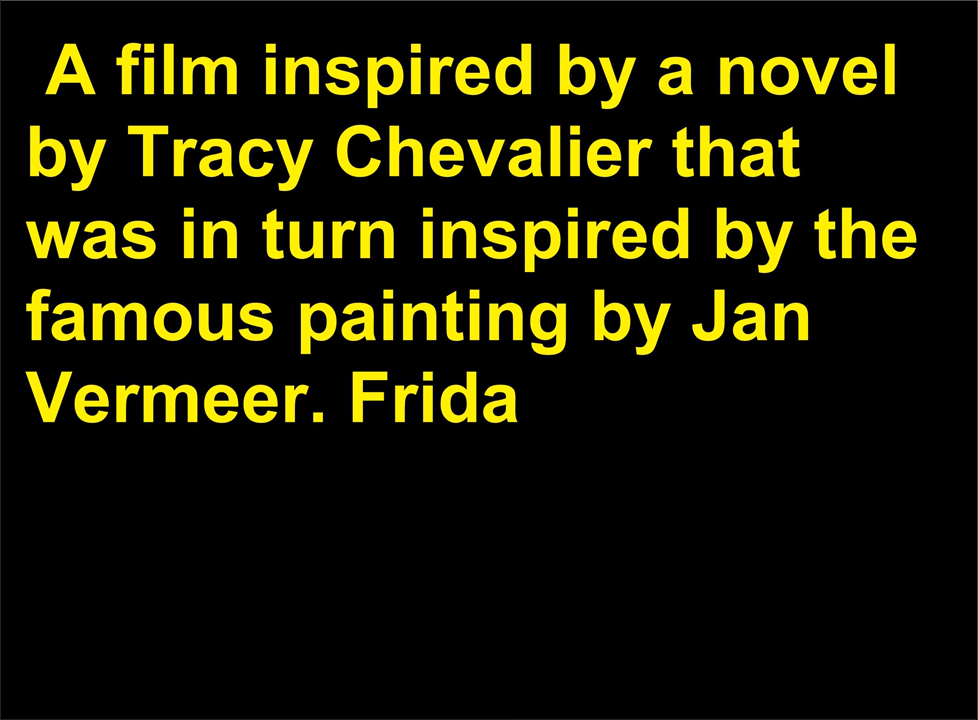 A film inspired by a novel
by Tracy Chevalier that
was in turn inspired by the
famous painting by Jan
Vermeer. Frida